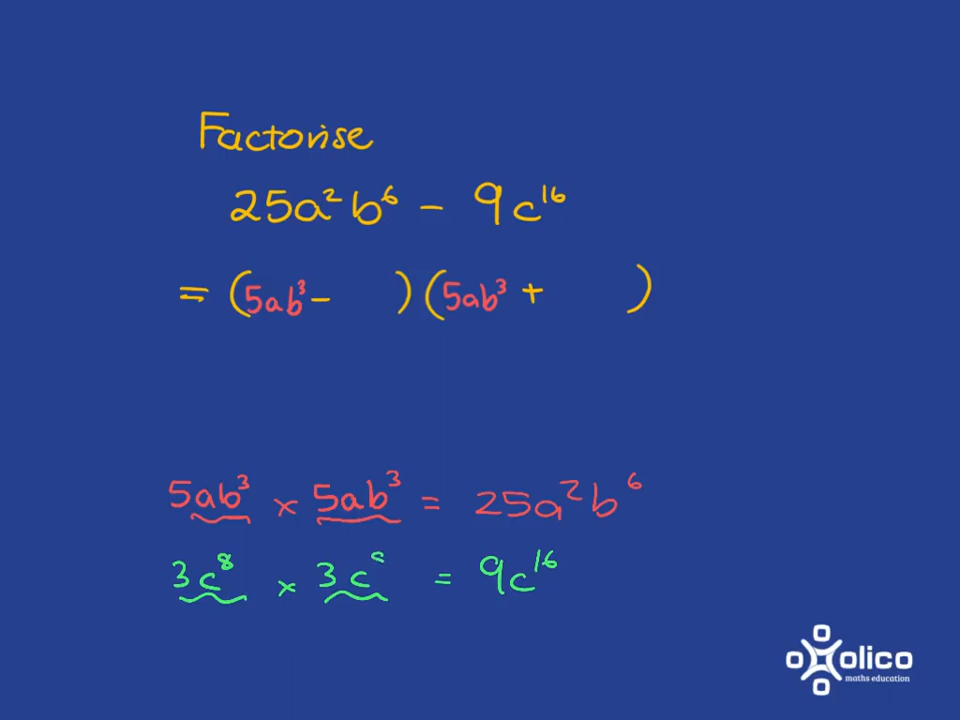 Factorise
25a²b⁶ − 9c¹⁶
= (5ab³ −      )(5ab³ +      )
5ab³ × 5ab³ = 25a²b⁶
3c⁸ × 3c = 9c¹⁶
olico
maths education